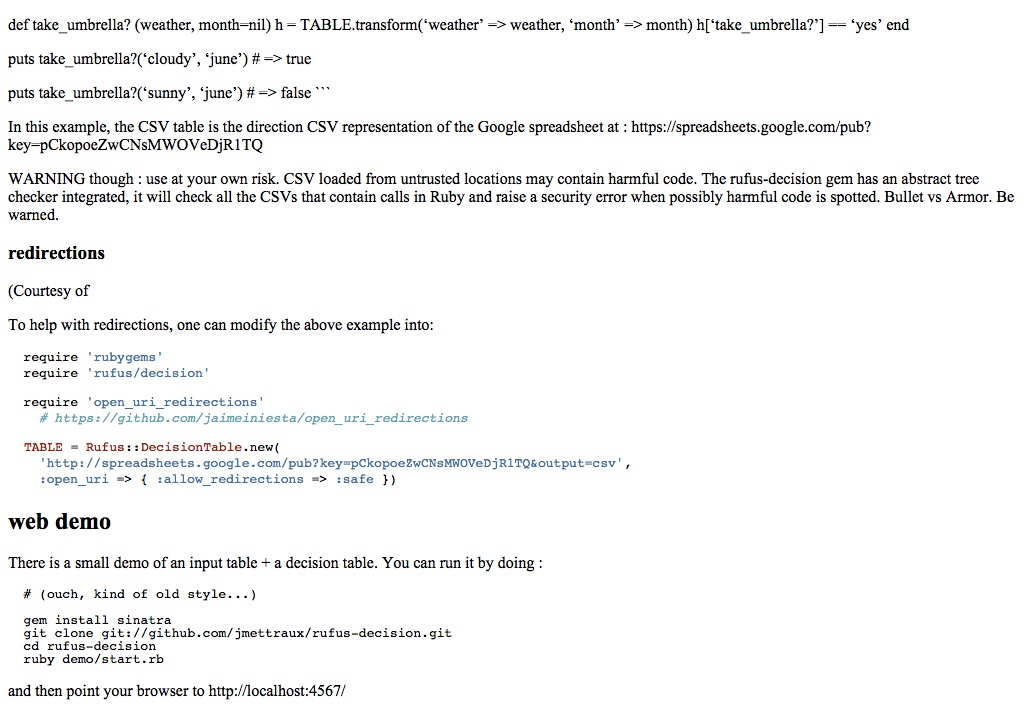 def take_umbrella? (weather, month=nil) h = TABLE.transform(‘weather’ => weather, ‘month’ => month) h[‘take_umbrella?’] == ‘yes’ end
puts take_umbrella?(‘cloudy’, ‘june’) # => true
puts take_umbrella?(‘sunny’, ‘june’) # => false ```
In this example, the CSV table is the direction CSV representation of the Google spreadsheet at : https://spreadsheets.google.com/pub?
key=pCkopoeZwCNsMWOVeDjR1TQ
WARNING though : use at your own risk. CSV loaded from untrusted locations may contain harmful code. The rufus-decision gem has an abstract tree
checker integrated, it will check all the CSVs that contain calls in Ruby and raise a security error when possibly harmful code is spotted. Bullet vs Armor. Be
warned.
redirections
(Courtesy of
To help with redirections, one can modify the above example into:
require 'rubygems'
require 'rufus/decision'
require 'open_uri_redirections'
# https://github.com/jaimeiniesta/open_uri_redirections
TABLE = Rufus::DecisionTable.new(
'http://spreadsheets.google.com/pub?key=pCkopoeZwCNsMWOVeDjR1TQ&output=csv',
:open_uri => { :allow_redirections => :safe })
web demo
There is a small demo of an input table + a decision table. You can run it by doing :
# (ouch, kind of old style...)
gem install sinatra
git clone git://github.com/jmettraux/rufus-decision.git
cd rufus-decision
ruby demo/start.rb
and then point your browser to http://localhost:4567/